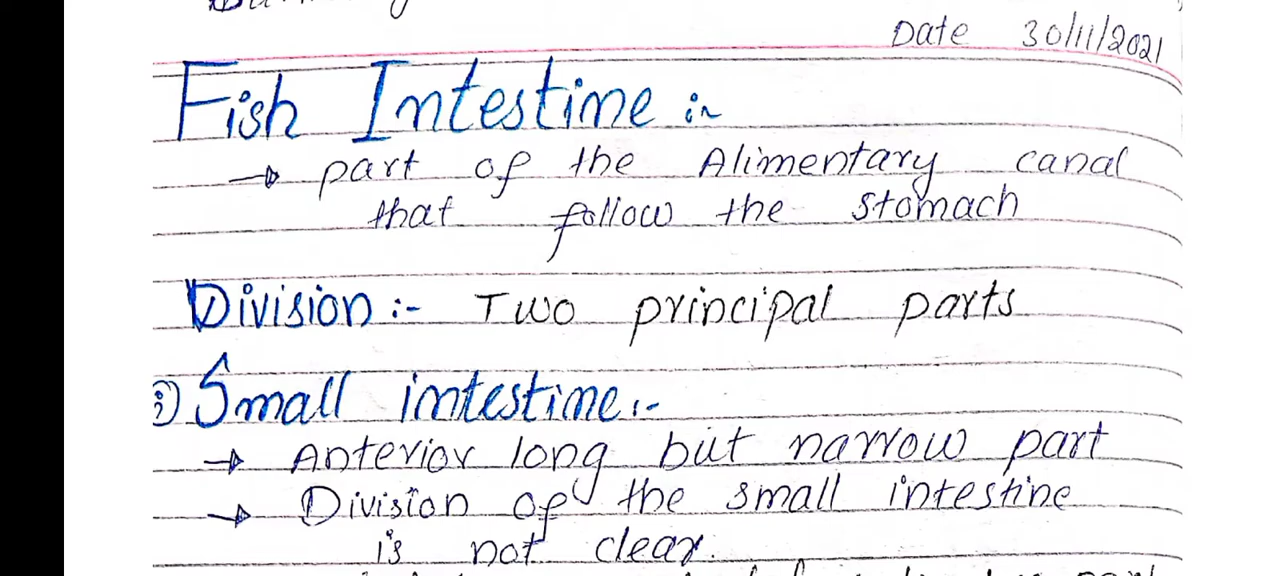 Date 30/11/2021
Fish Intestine :~
→ part of the Alimentary canal
that follow the stomach
Division :- Two principal parts
i) Small intestine :-
→ Anterior long but narrow part
→ Division of the small intestine
is not clear.